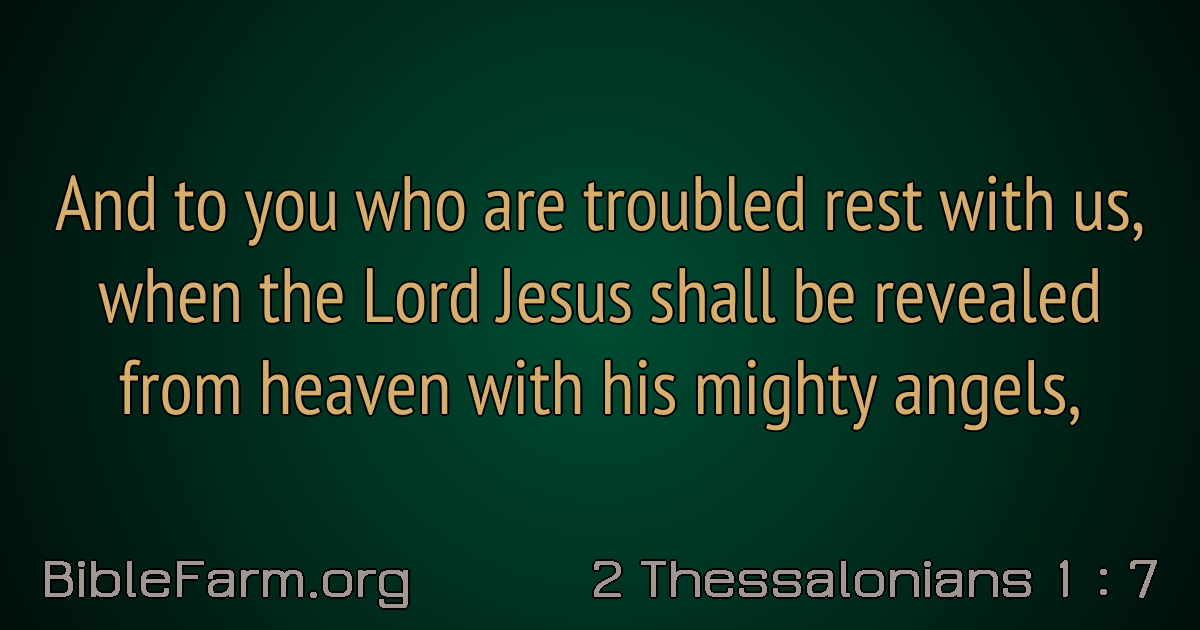 And to you who are troubled rest with us,
when the Lord Jesus shall be revealed
from heaven with his mighty angels,
BibleFarm.org
2 Thessalonians 1 : 7